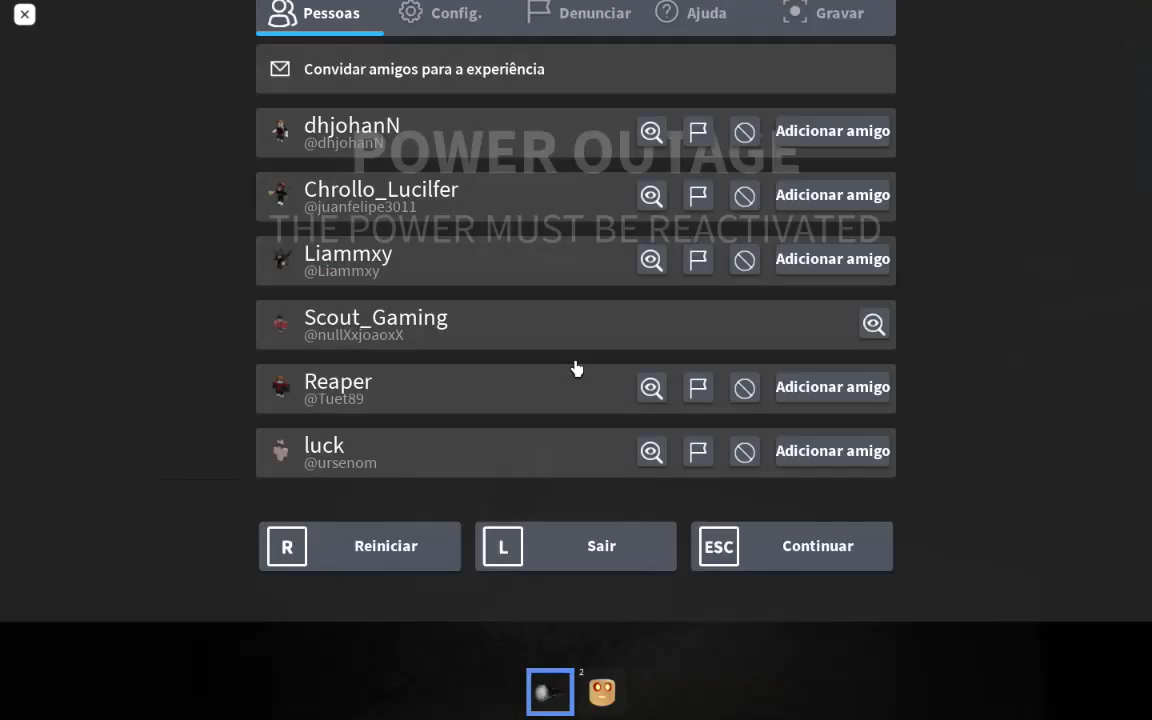 Pessoas Config. Denunciar Ajuda Gravar
Convidar amigos para a experiência
dhjohanN
@dhjohanN
Adicionar amigo
POWER OUTAGE
Chrollo_Lucilfer
@juanfelipe3011
Adicionar amigo
THE POWER MUST BE REACTIVATED
Liammxy
@Liammxy
Adicionar amigo
Scout_Gaming
@nullXxjoaoxX
Reaper
@Tuet89
Adicionar amigo
luck
@ursenom
Adicionar amigo
R Reiniciar L Sair ESC Continuar
2